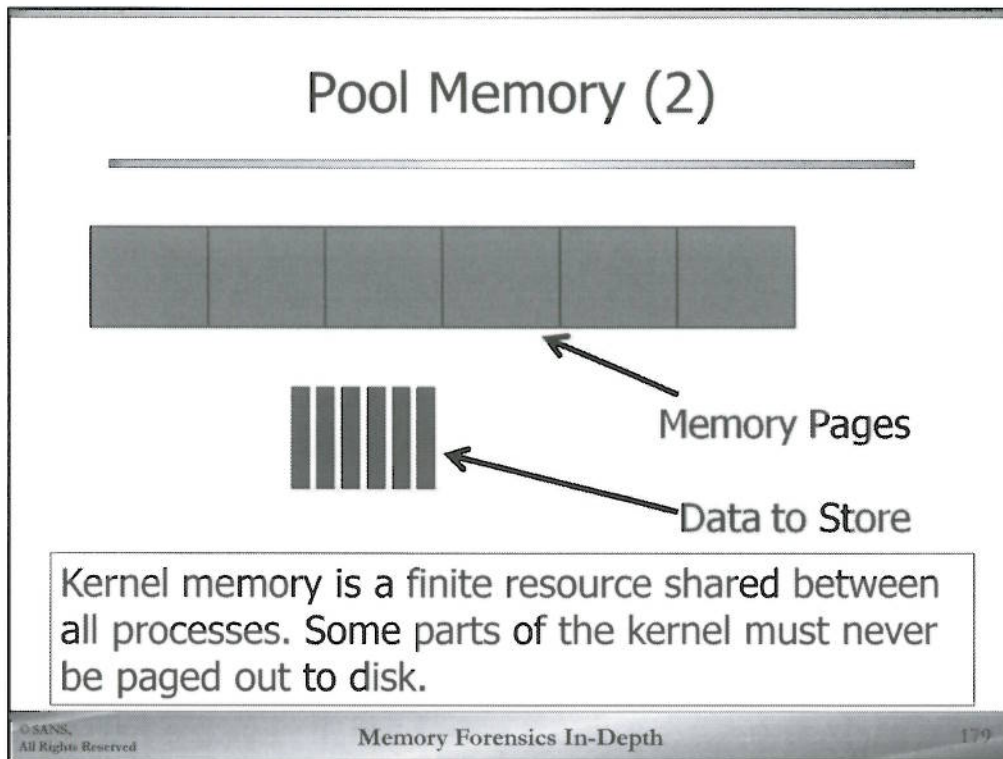 Pool Memory (2)
Memory Pages
Data to Store
Kernel memory is a finite resource shared between
all processes. Some parts of the kernel must never
be paged out to disk.
© SANS,
All Rights Reserved
Memory Forensics In-Depth
179